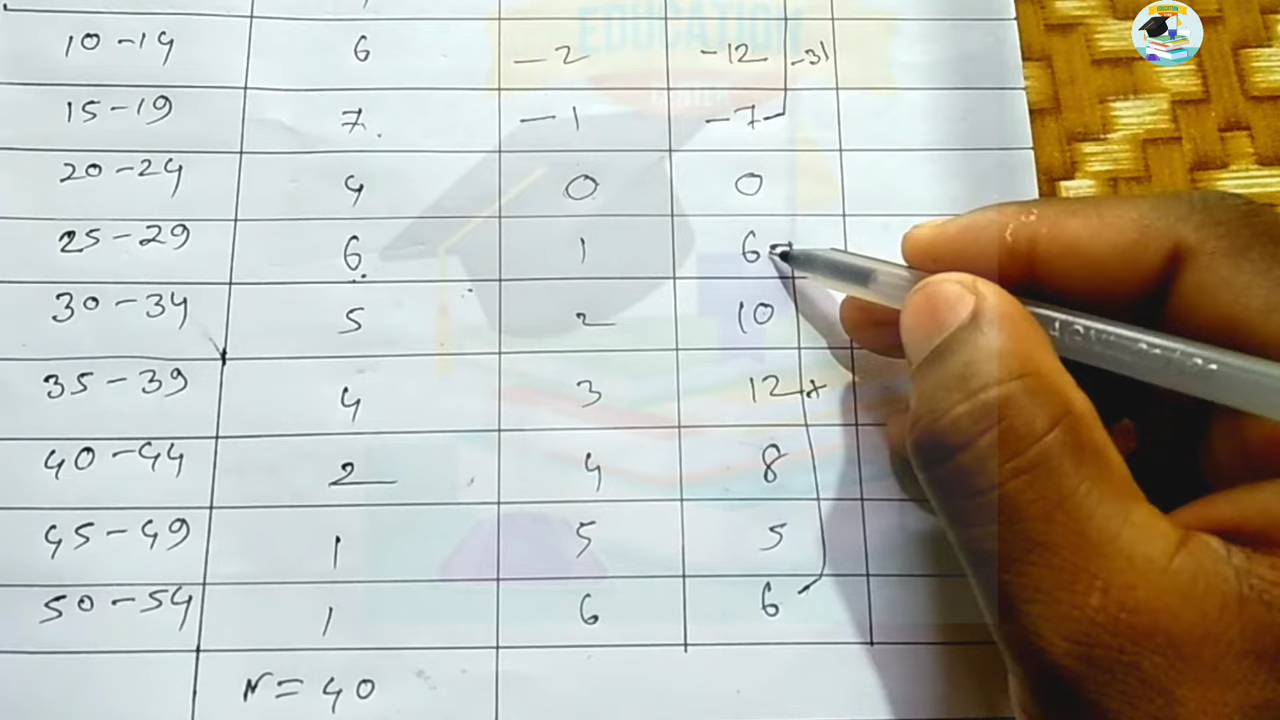 EDUCATION
CENTER
10-14 6 -2 -12 -31
15-19 7. -1 -7
20-24 4 0 0
25-29 6 1 6
30-34 5 2 10
35-39 4 3 12 +
40-44 2 4 8
45-49 1 5 5
50-54 1 6 6
N = 40